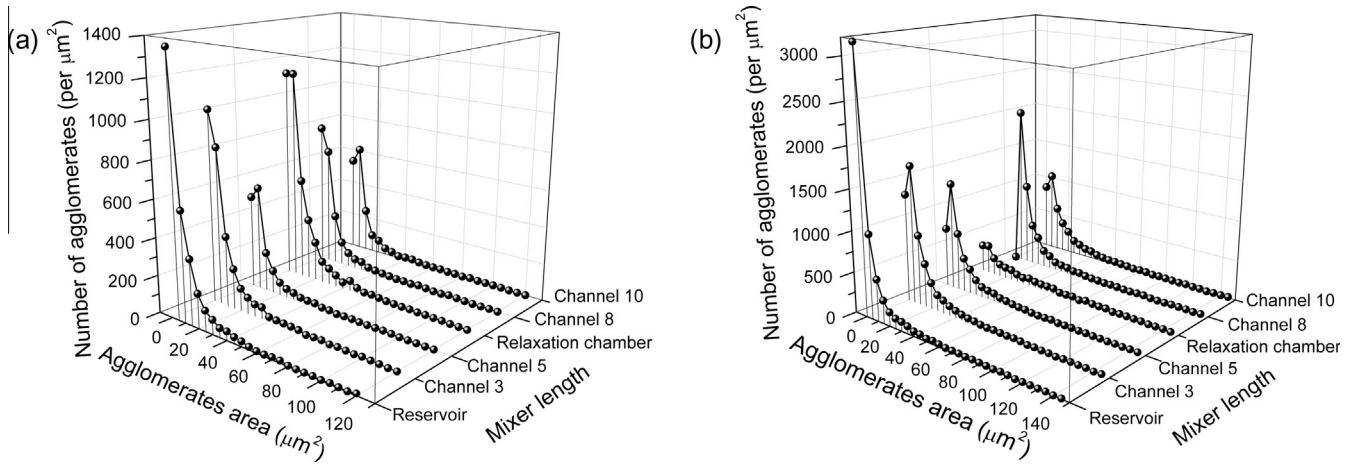 (a)
Number of agglomerates (per μm²)
1400
1200
1000
800
600
400
200
0
0
20
40
60
80
100
120
Agglomerates area (μm²)
Reservoir
Channel 3
Channel 5
Relaxation chamber
Channel 8
Channel 10
Mixer length
(b)
Number of agglomerates (per μm²)
3000
2500
2000
1500
1000
500
0
0
20
40
60
80
100
120
140
Agglomerates area (μm²)
Reservoir
Channel 3
Channel 5
Relaxation chamber
Channel 8
Channel 10
Mixer length